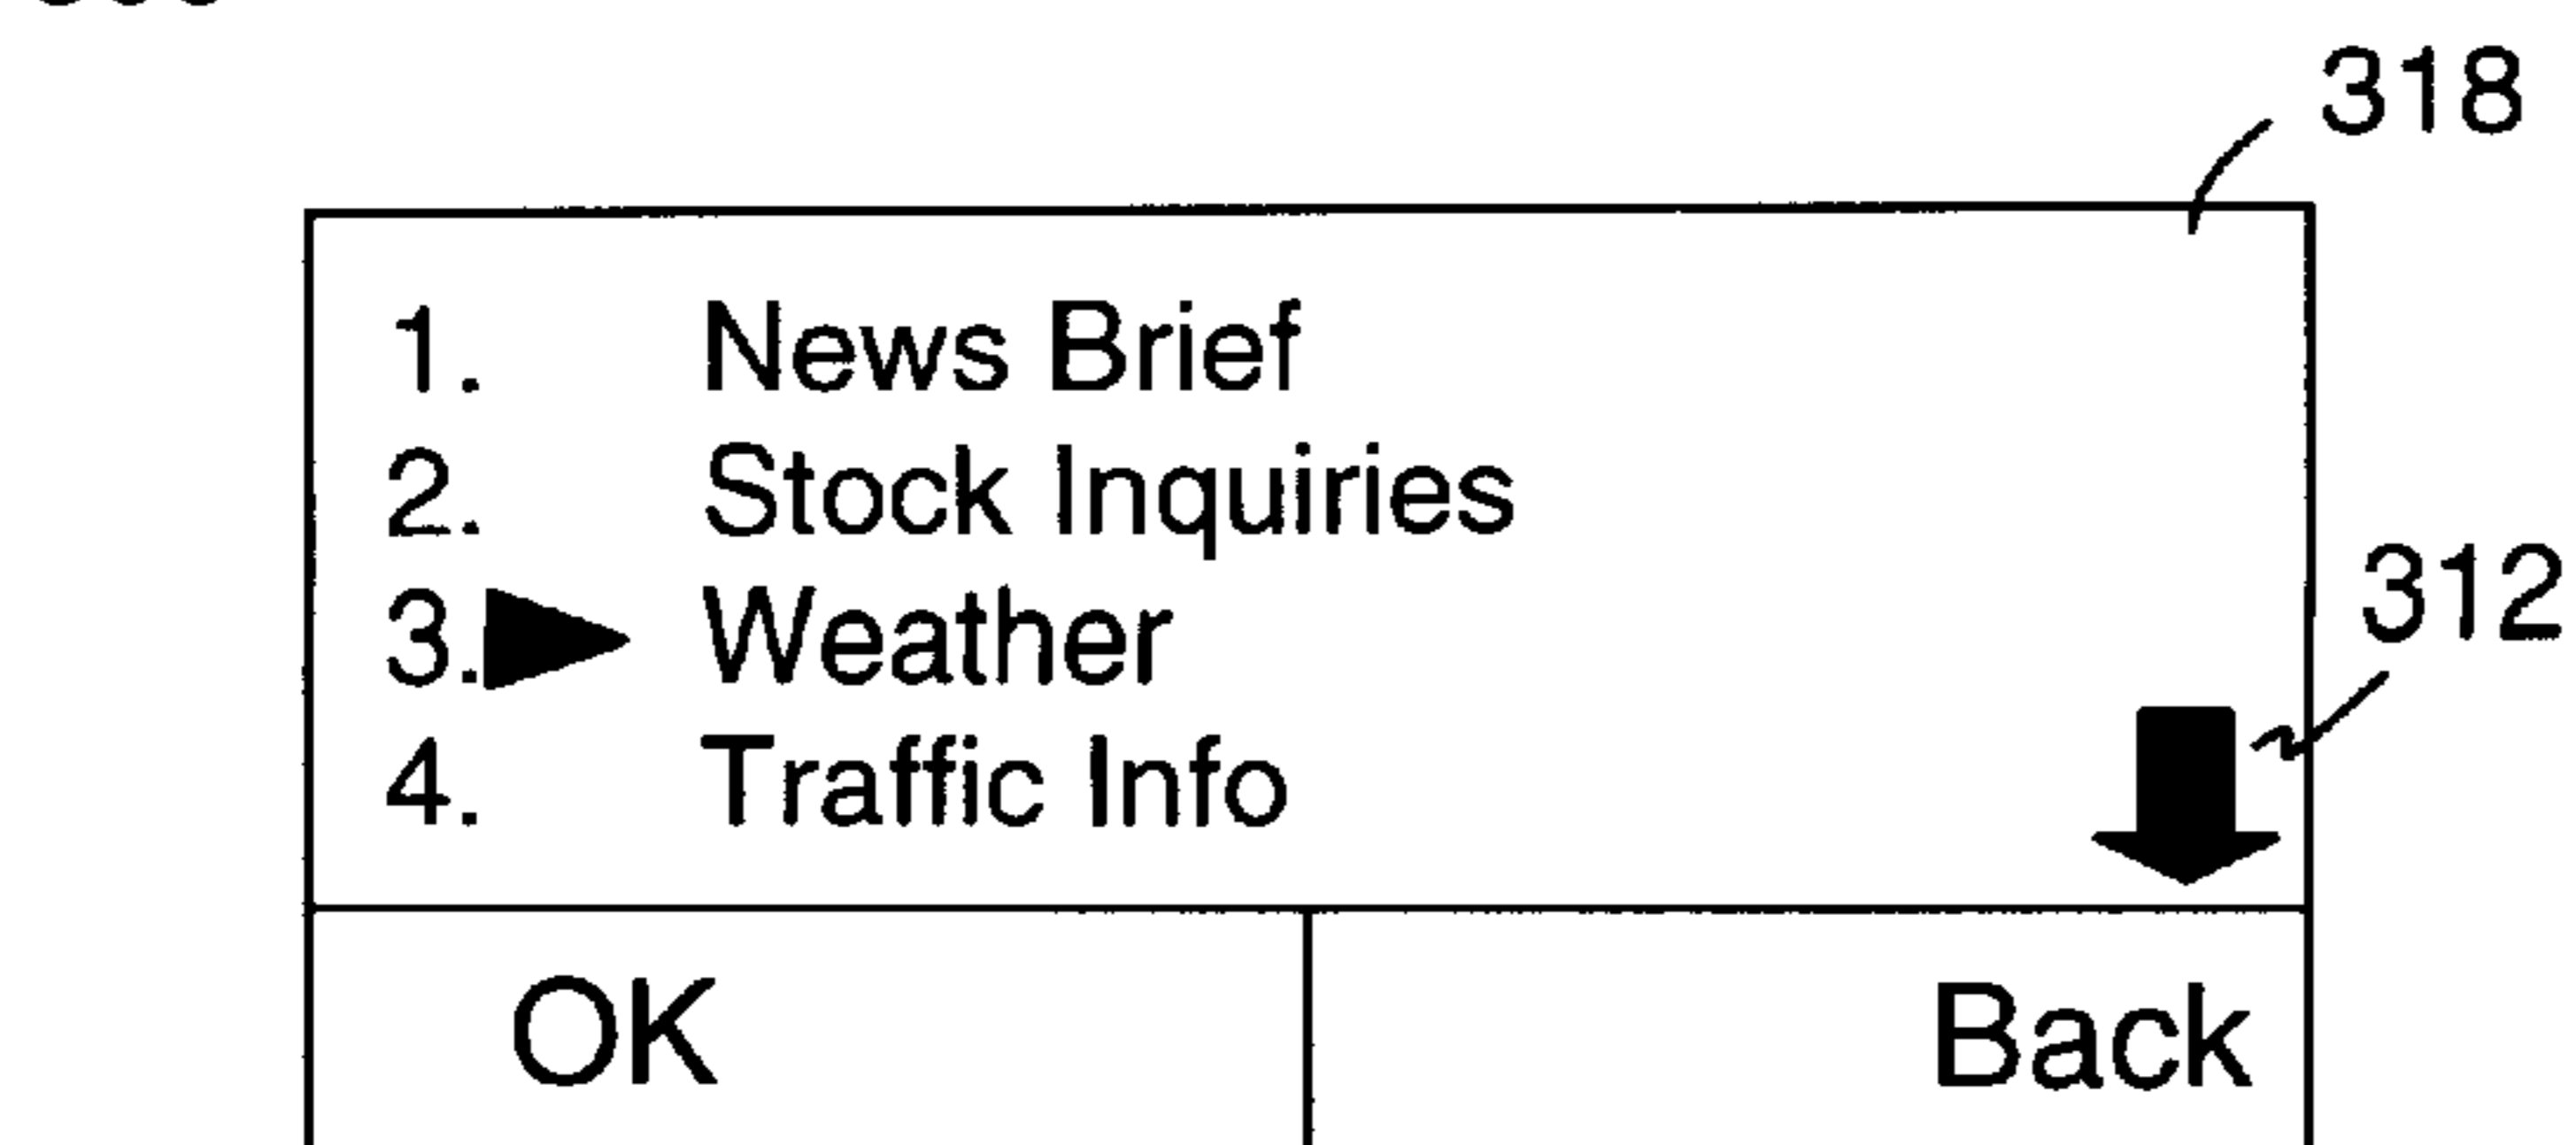 318
1. News Brief
2. Stock Inquiries
312
3. Weather
4. Traffic Info
OK Back